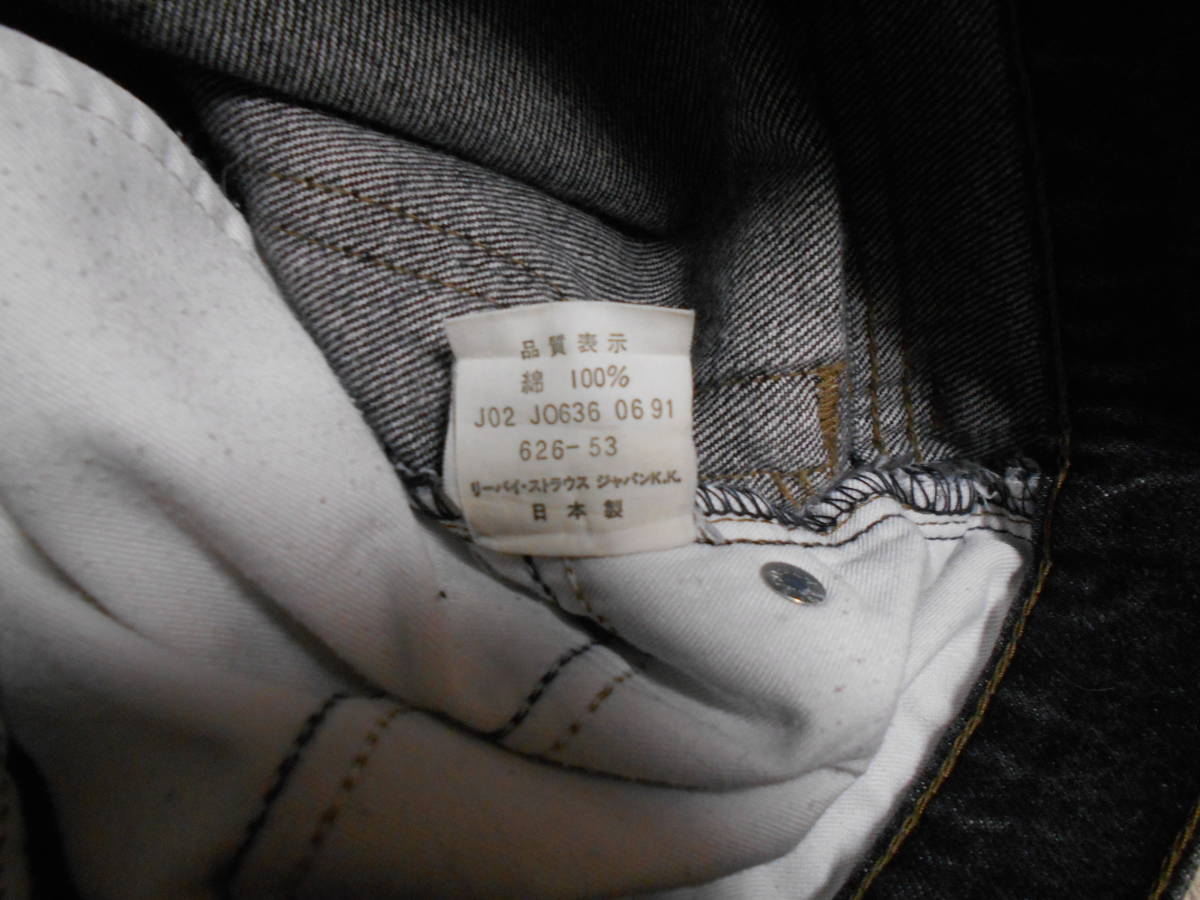 品質表示
綿 100%
J02 J0636 06 91
626-53
リーバイ・ストラウス ジャパンK.K.
日本製